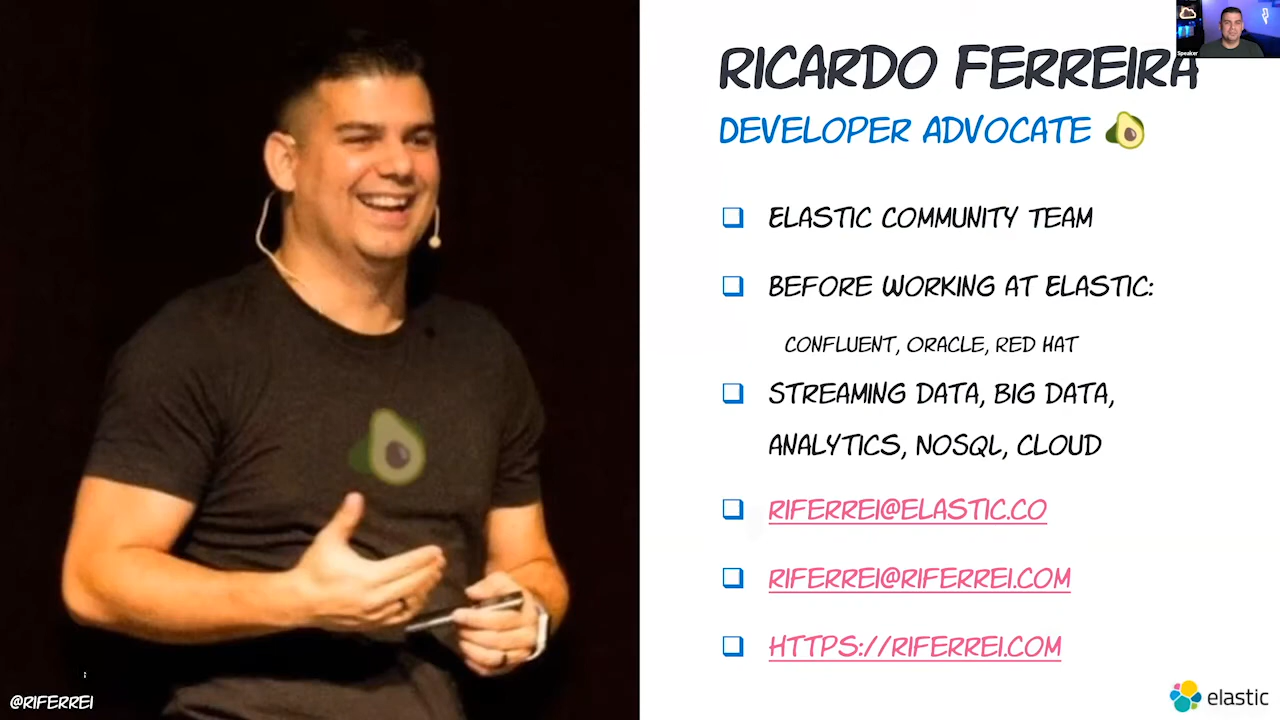 RICARDO FERREIRA
Speaker
DEVELOPER ADVOCATE
ELASTIC COMMUNITY TEAM
BEFORE WORKING AT ELASTIC:
CONFLUENT, ORACLE, RED HAT
STREAMING DATA, BIG DATA,
ANALYTICS, NOSQL, CLOUD
RIFERREI@ELASTIC.CO
RIFERREI@RIFERREI.COM
HTTPS://RIFERREI.COM
@RIFERREI
elastic